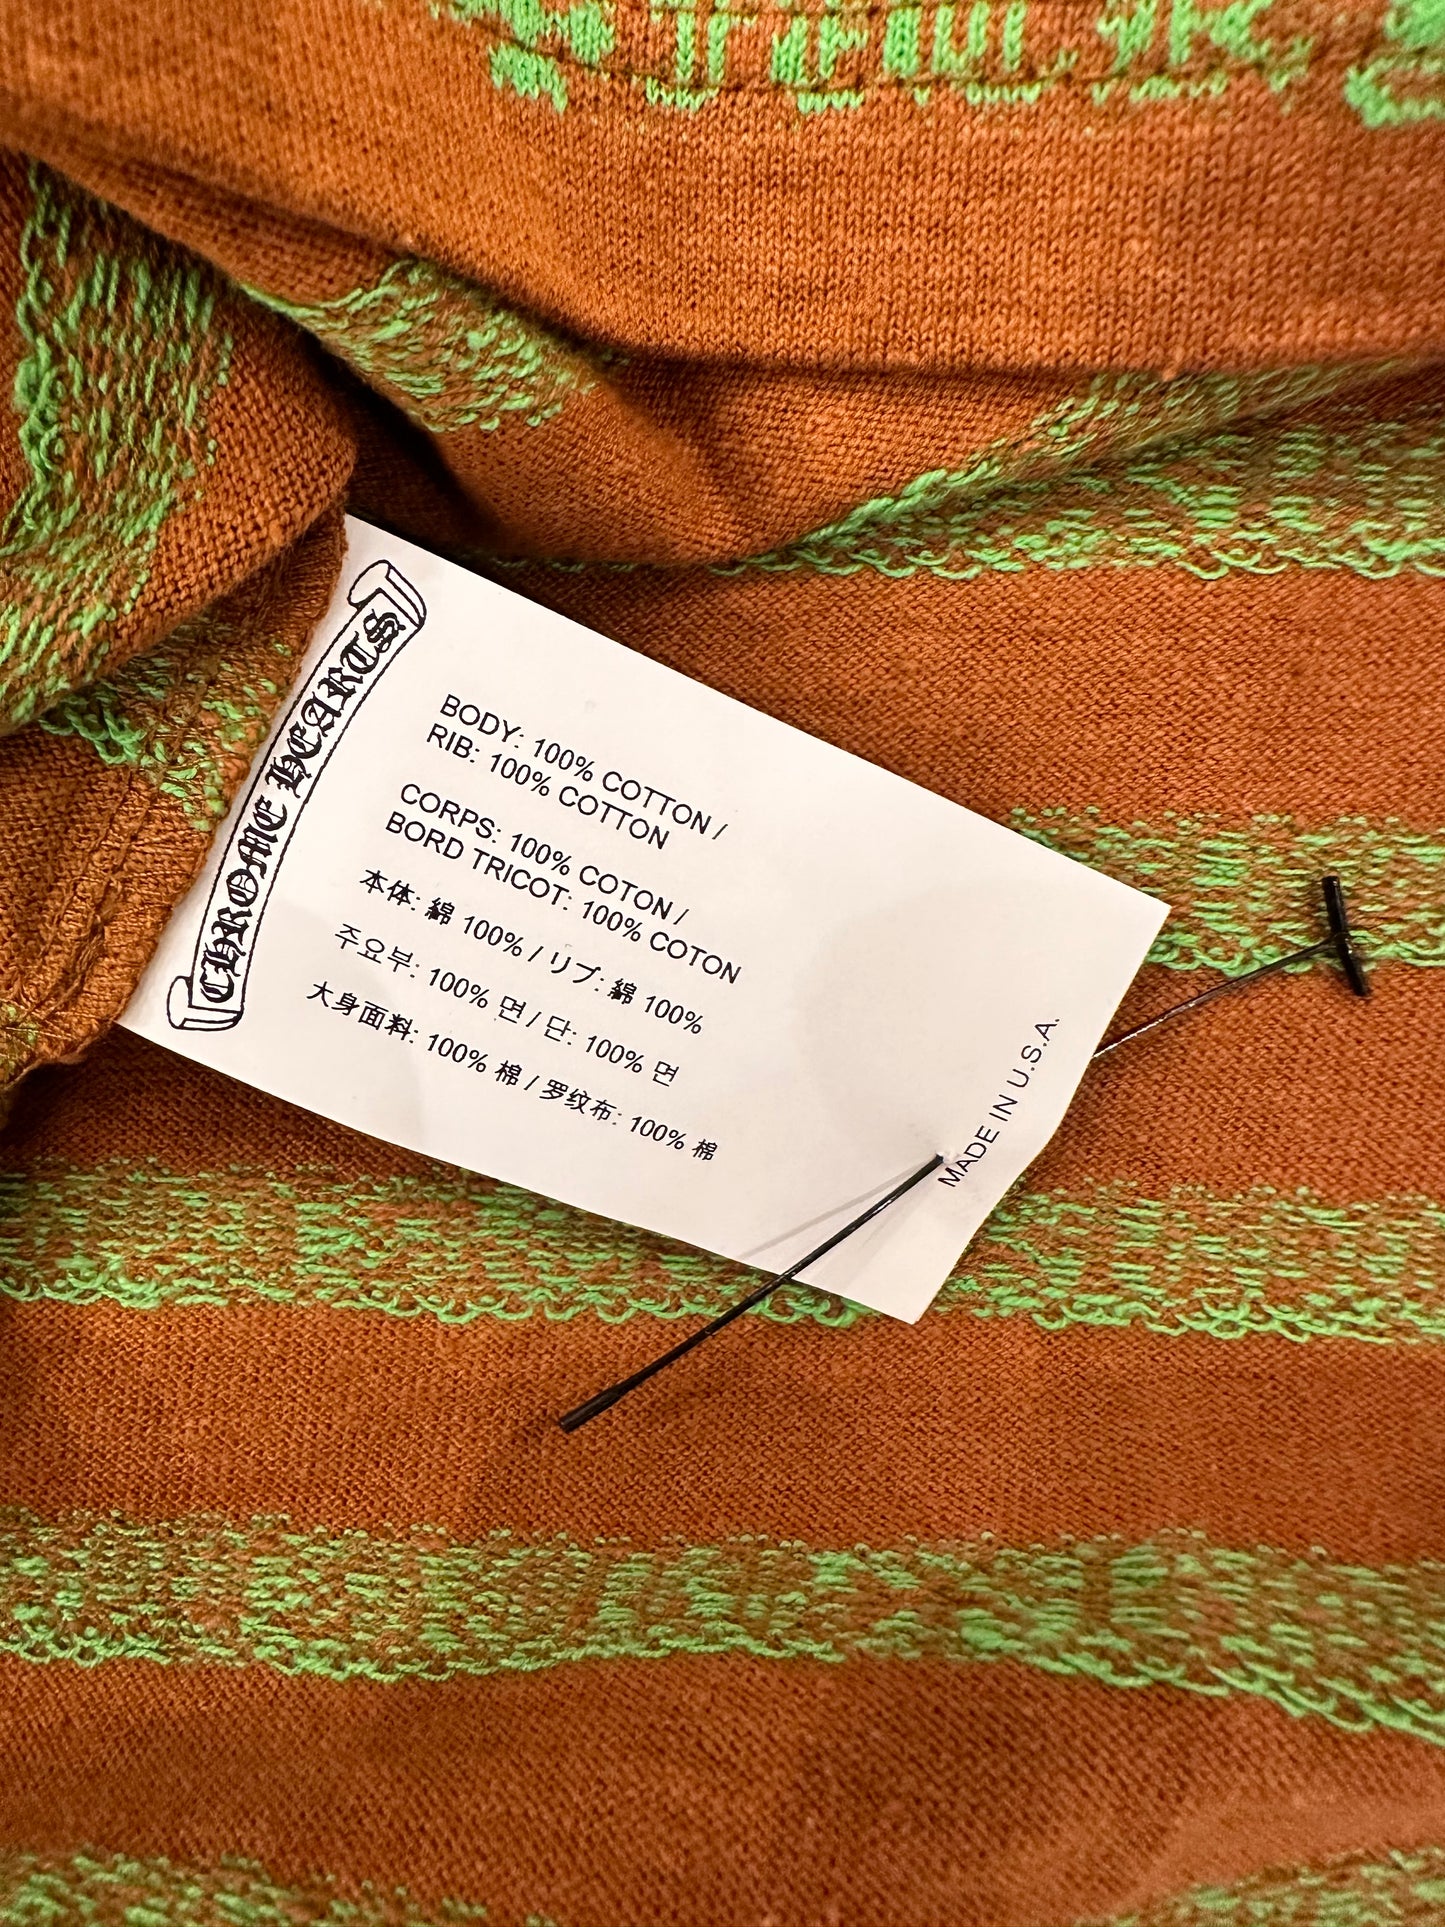 CHROME HEARTS
BODY: 100% COTTON /
RIB: 100% COTTON
CORPS: 100% COTON /
BORD TRICOT: 100% COTON
本体: 綿 100% / リブ: 綿 100%
주요부: 100% 면 / 단: 100% 면
大身面料: 100% 棉 / 罗纹布: 100% 棉
MADE IN U.S.A.